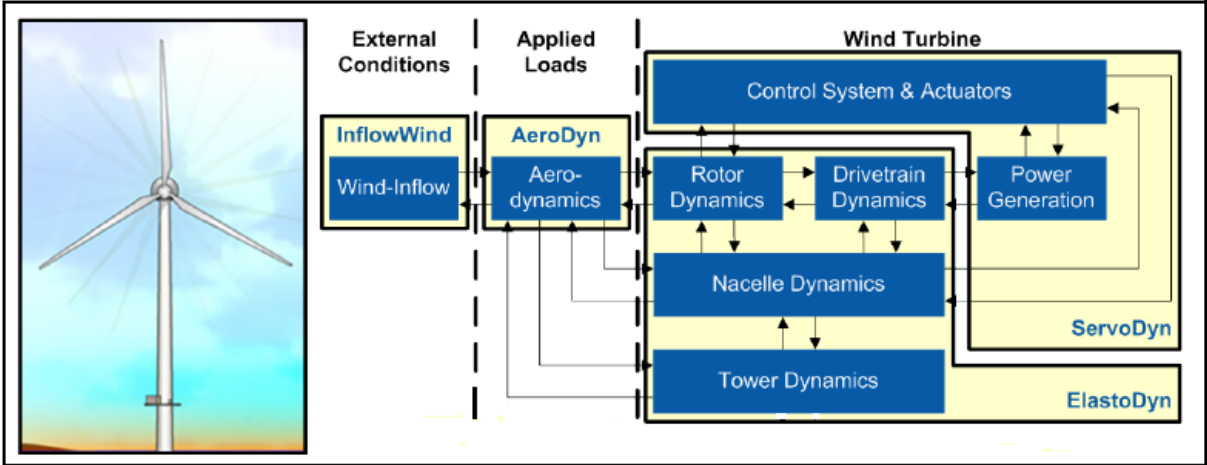 External
Conditions
Applied
Loads
Wind Turbine
Control System & Actuators
InflowWind
AeroDyn
Wind-Inflow
Aero-
dynamics
Rotor
Dynamics
Drivetrain
Dynamics
Power
Generation
Nacelle Dynamics
ServoDyn
Tower Dynamics
ElastoDyn